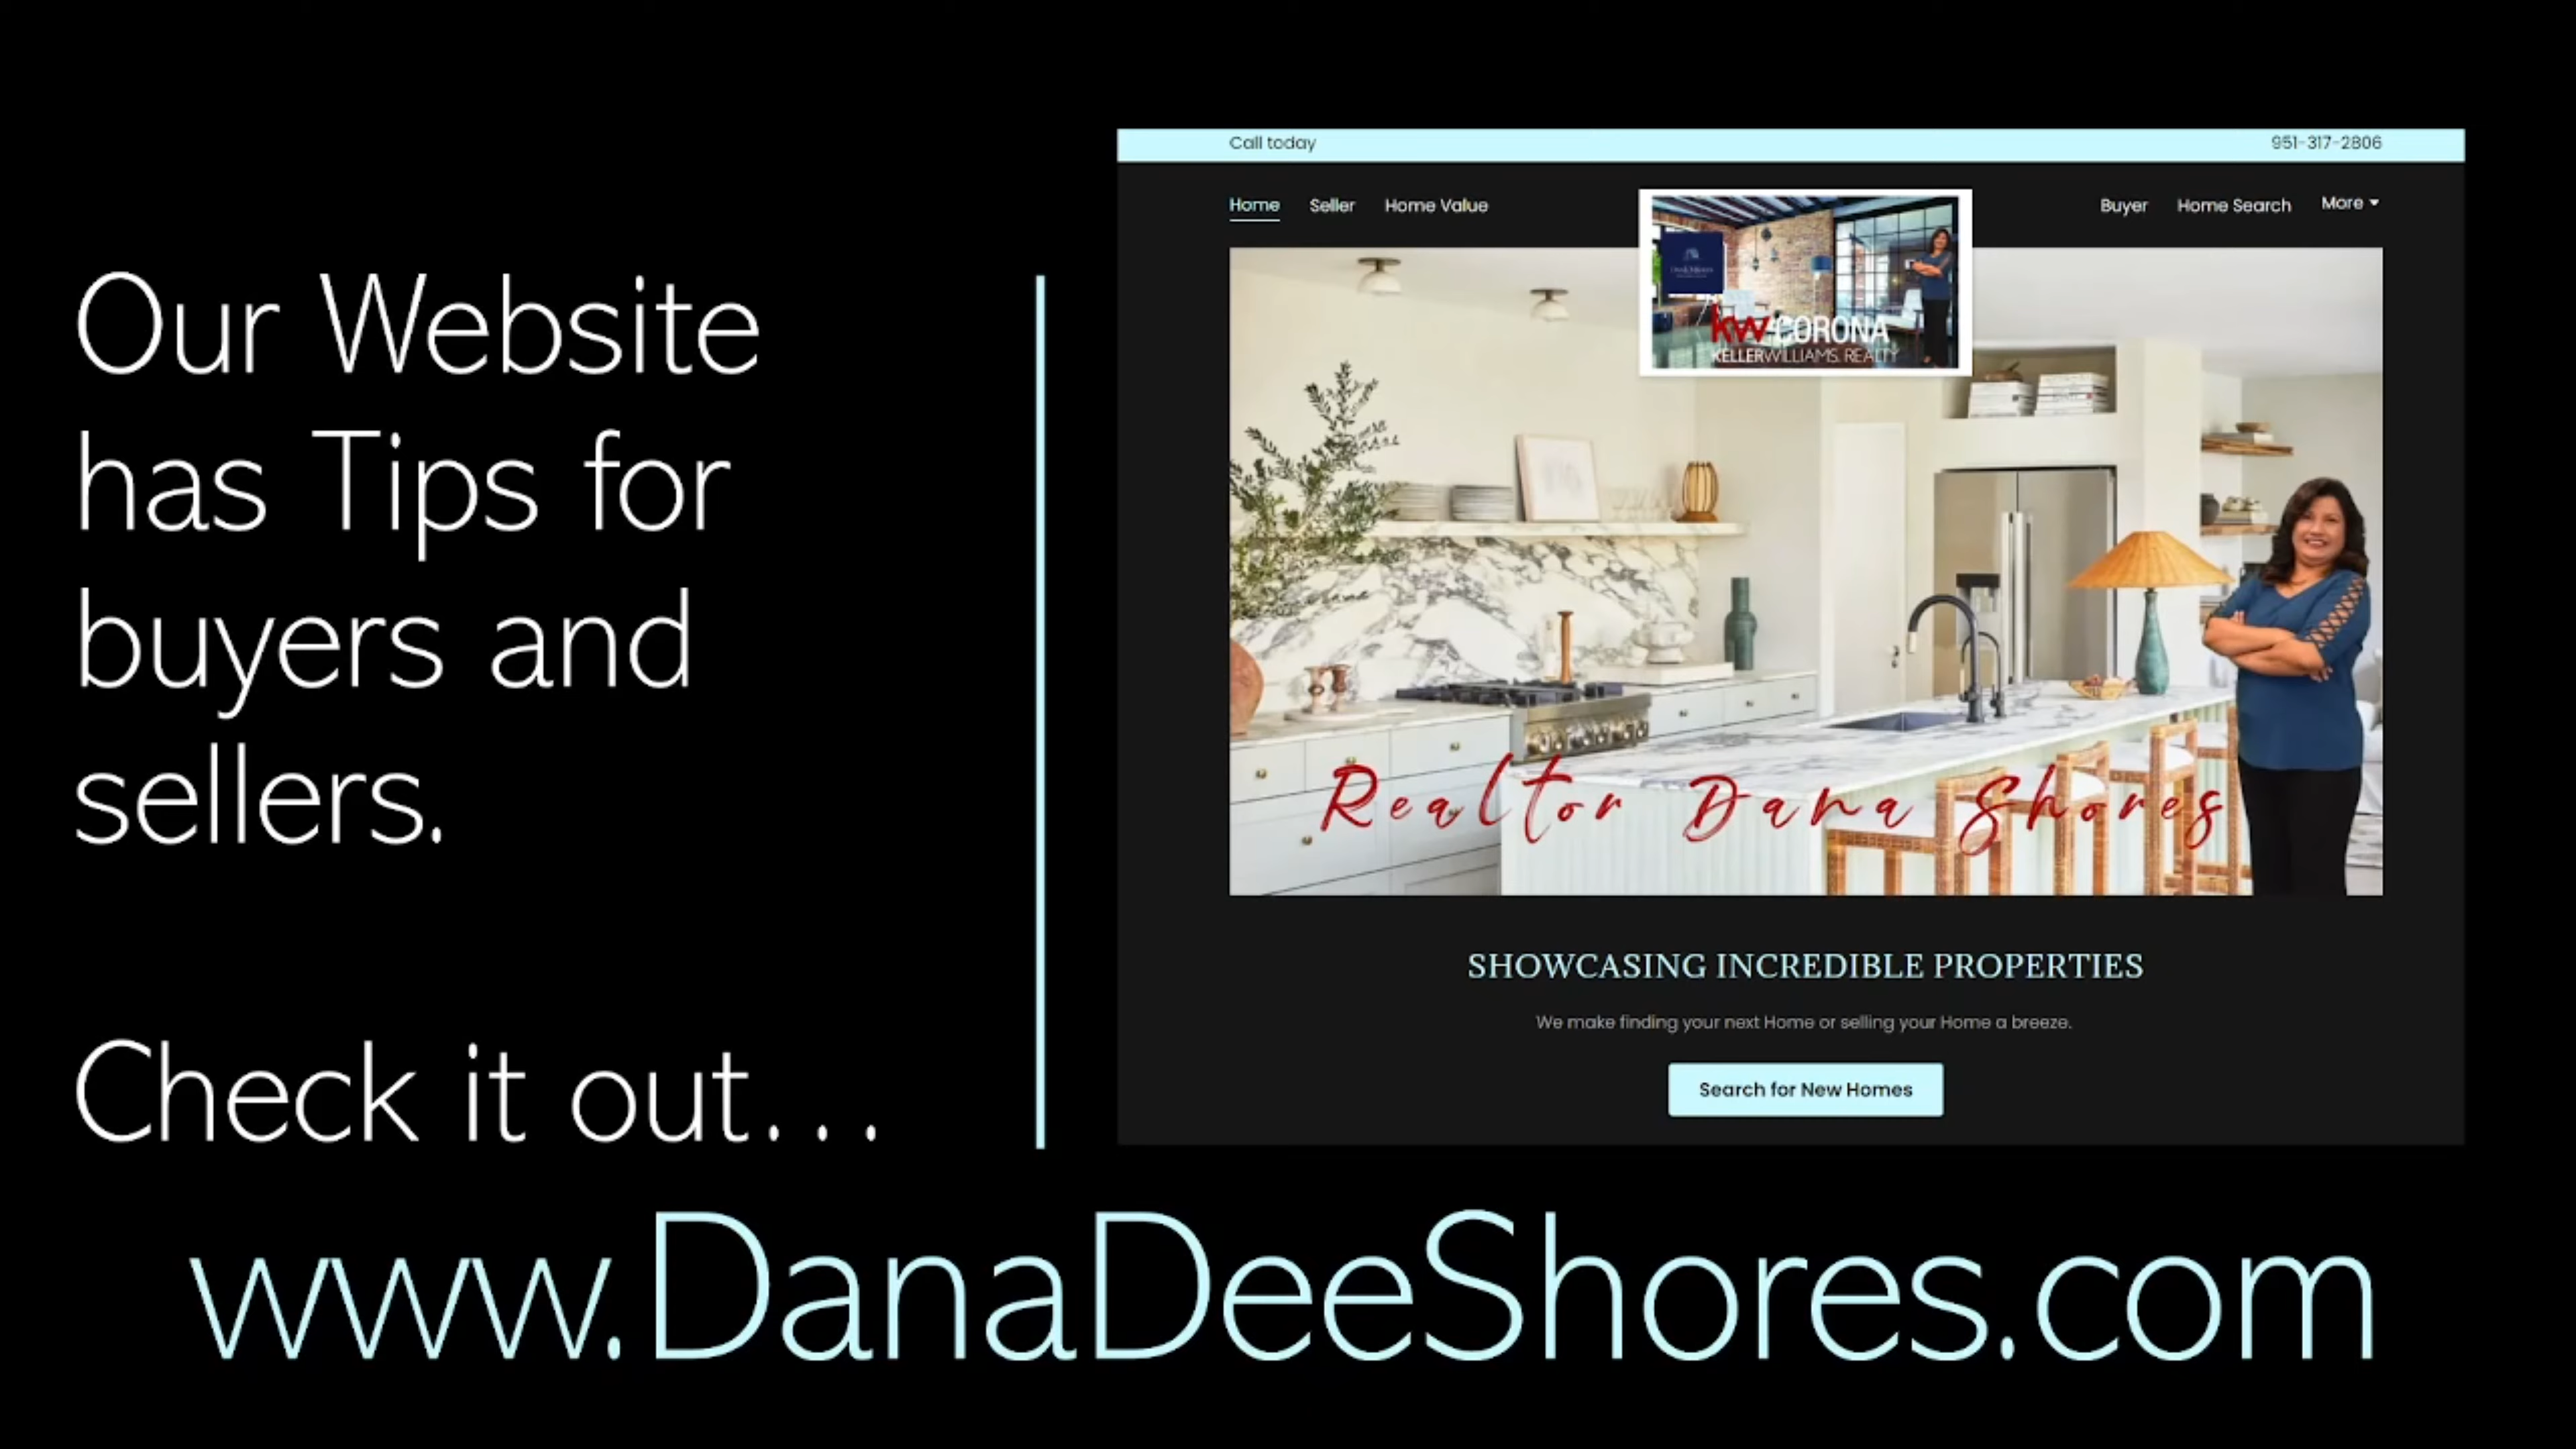 Our Website
has Tips for
buyers and
sellers.
Check it out...
Call today
951-317-2806
Home Seller Home Value
Buyer Home Search More
kw CORONA
KELLERWILLIAMS. REALTY
Realtor Dana Shores
SHOWCASING INCREDIBLE PROPERTIES
We make finding your next Home or selling your Home a breeze.
Search for New Homes
www.DanaDeeShores.com